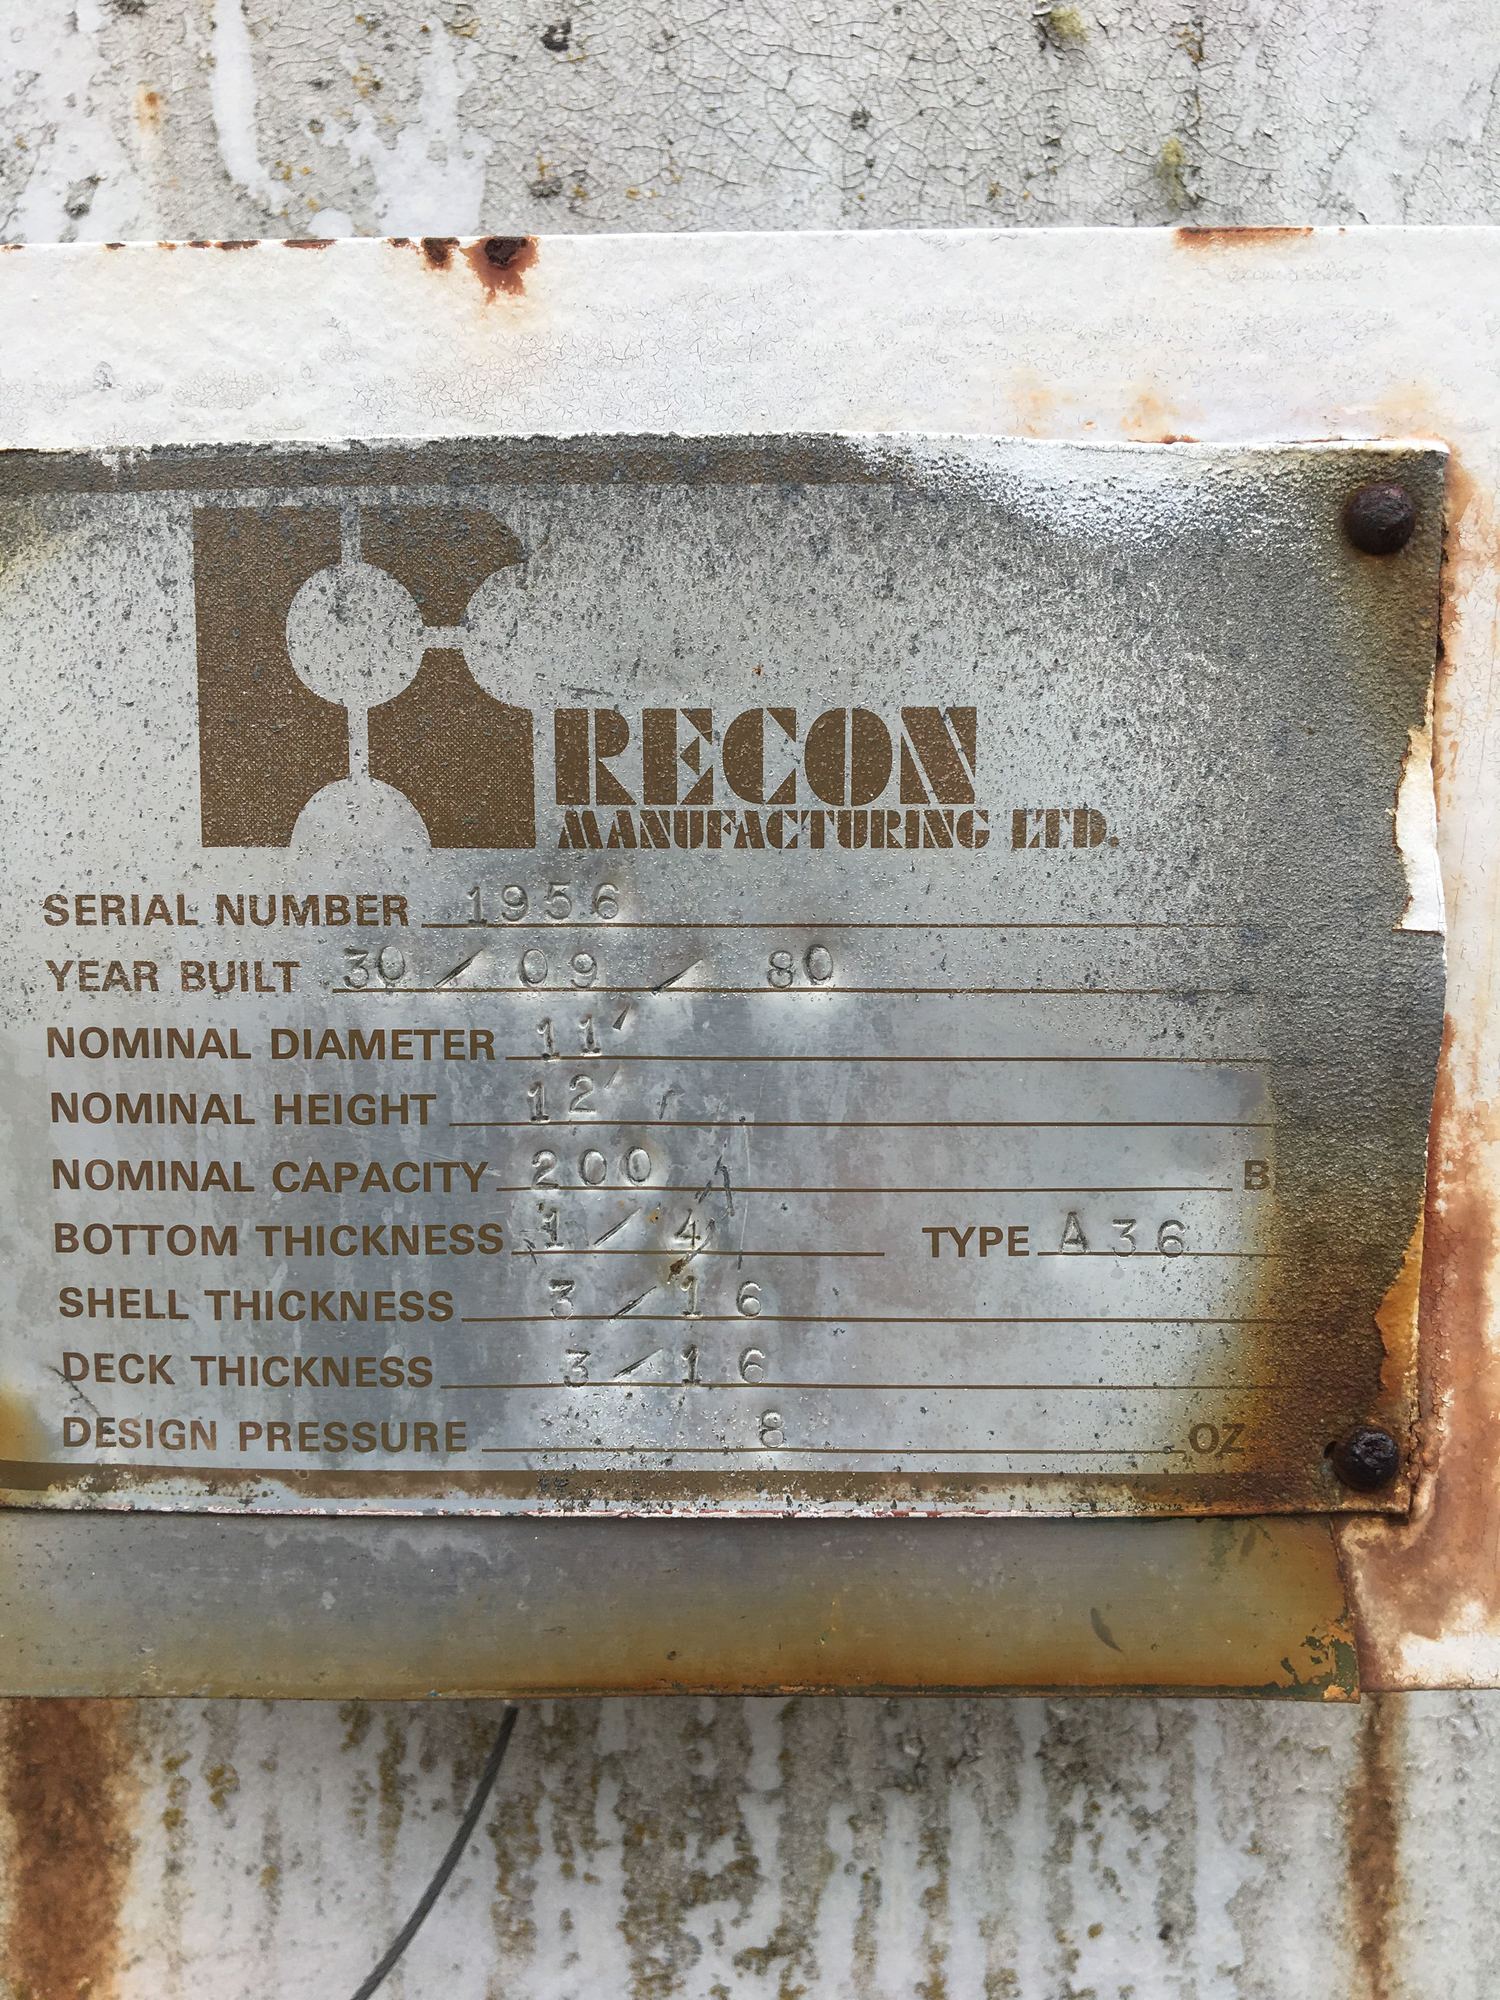 RECON
MANUFACTURING LTD.
SERIAL NUMBER 1956
YEAR BUILT 30/09/80
NOMINAL DIAMETER 11'
NOMINAL HEIGHT 12'
NOMINAL CAPACITY 200 B
BOTTOM THICKNESS 1/4 TYPE A36
SHELL THICKNESS 3/16
DECK THICKNESS 3/16
DESIGN PRESSURE 8 OZ.